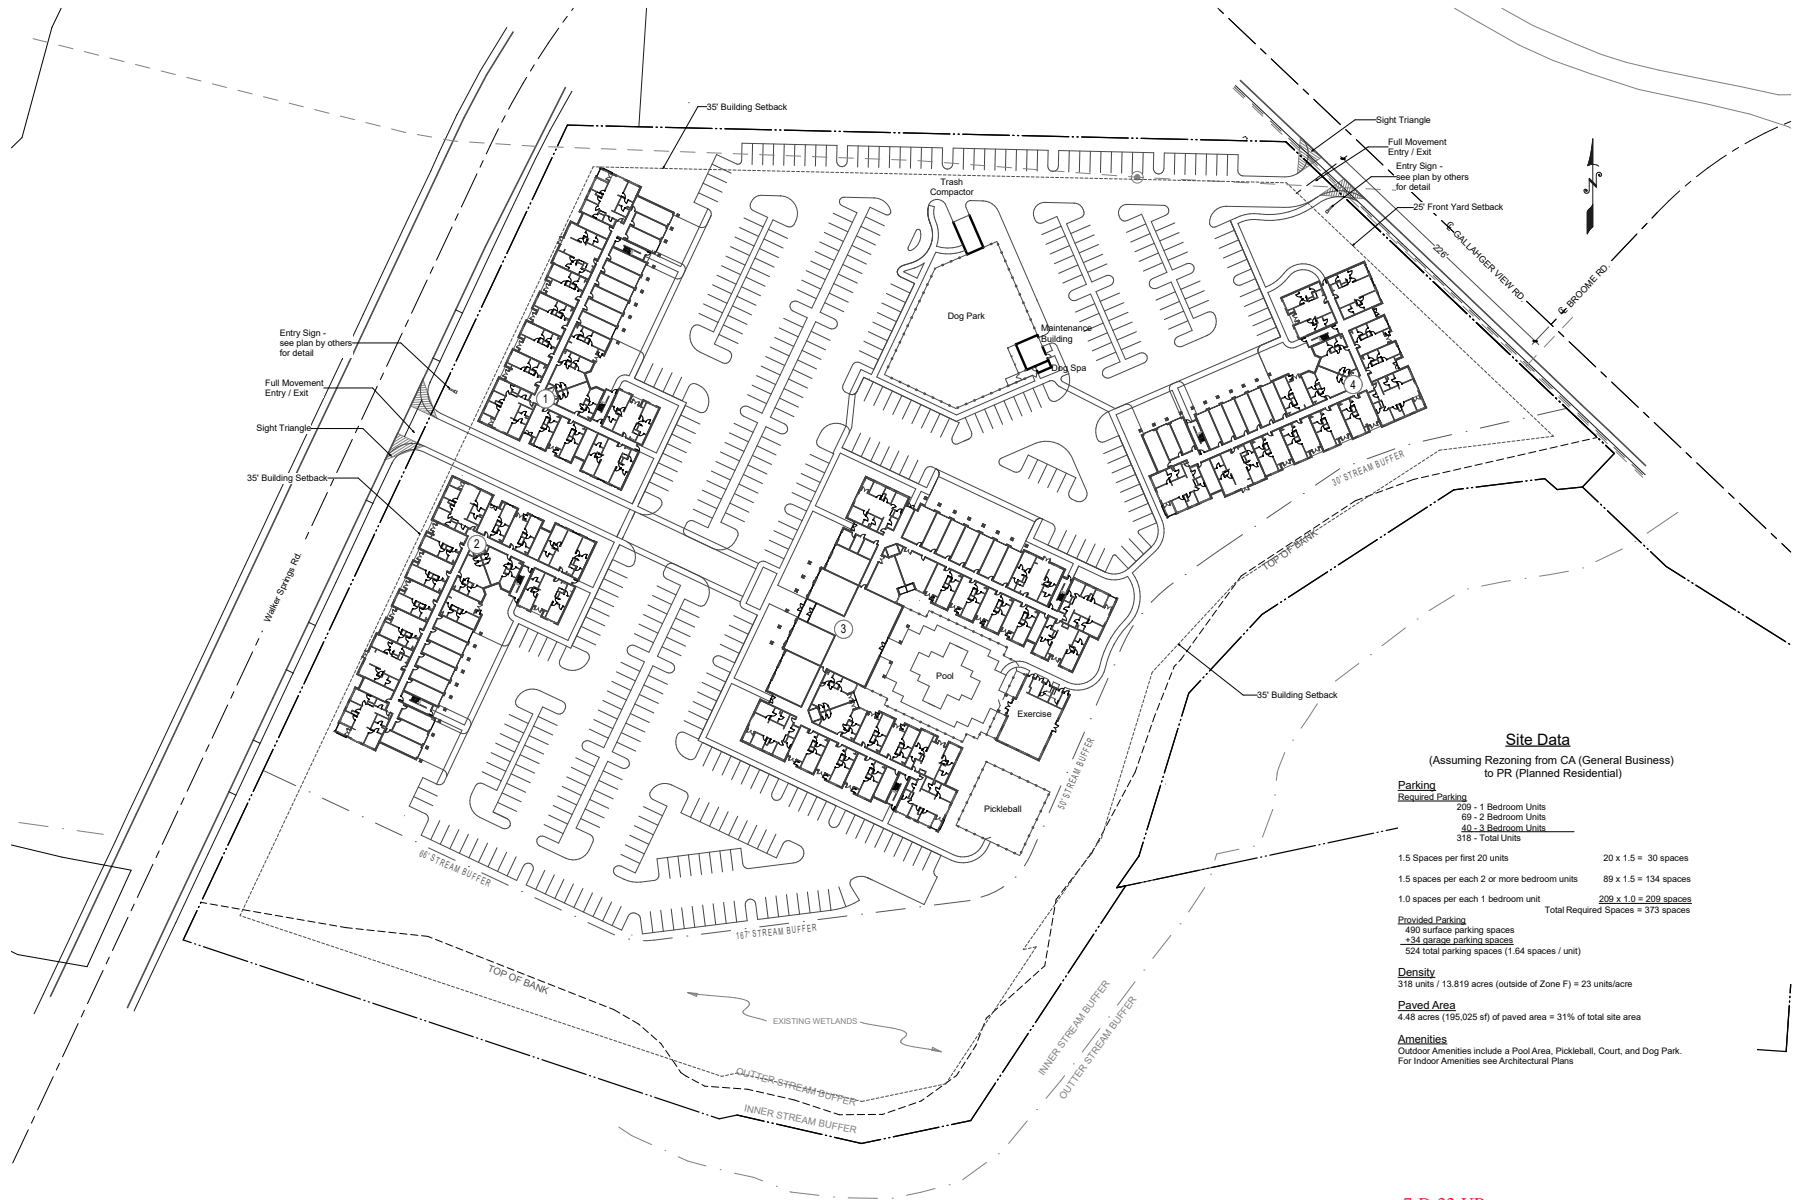 35' Building Setback
Sight Triangle
Full Movement
Entry / Exit
Entry Sign -
see plan by others
for detail
25' Front Yard Setback
Trash
Compactor
N
GALLAHGER VIEW RD.
226'
BROOME RD.
Dog Park
Maintenance
Building
Dog Spa
Entry Sign -
see plan by others
for detail
Full Movement
Entry / Exit
Sight Triangle
35' Building Setback
Walker Springs Rd.
1
2
3
4
30' STREAM BUFFER
TOP OF BANK
Pool
Exercise
35' Building Setback
50' STREAM BUFFER
Pickleball
66' STREAM BUFFER
167' STREAM BUFFER
TOP OF BANK
EXISTING WETLANDS
INNER STREAM BUFFER
OUTTER STREAM BUFFER
OUTTER STREAM BUFFER
INNER STREAM BUFFER
Site Data
(Assuming Rezoning from CA (General Business)
to PR (Planned Residential)
Parking
Required Parking
209 - 1 Bedroom Units
69 - 2 Bedroom Units
40 - 3 Bedroom Units
318 - Total Units
1.5 Spaces per first 20 units 20 x 1.5 = 30 spaces
1.5 spaces per each 2 or more bedroom units 89 x 1.5 = 134 spaces
1.0 spaces per each 1 bedroom unit 209 x 1.0 = 209 spaces
Total Required Spaces = 373 spaces
Provided Parking
490 surface parking spaces
+34 garage parking spaces
524 total parking spaces (1.64 spaces / unit)
Density
318 units / 13.819 acres (outside of Zone F) = 23 units/acre
Paved Area
4.48 acres (195,025 sf) of paved area = 31% of total site area
Amenities
Outdoor Amenities include a Pool Area, Pickleball, Court, and Dog Park.
For Indoor Amenities see Architectural Plans